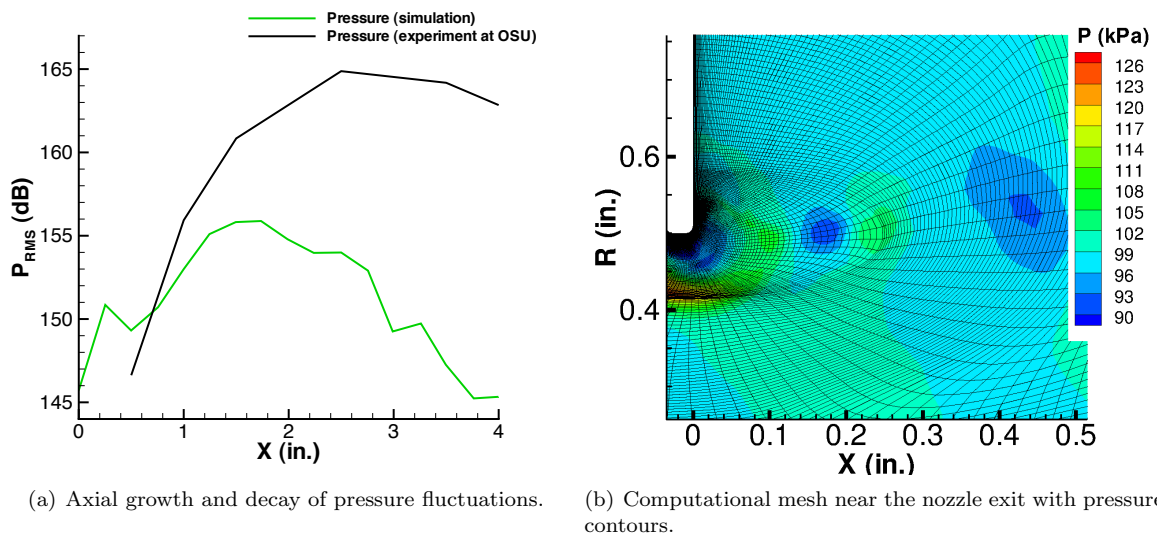 Pressure (simulation)
Pressure (experiment at OSU)
165
160
155
150
145
P_RMS (dB)
0 1 2 3 4
X (in.)
P (kPa)
126
123
120
117
114
111
108
105
102
99
96
93
90
0.6
0.4
R (in.)
0 0.1 0.2 0.3 0.4 0.5
X (in.)
(a) Axial growth and decay of pressure fluctuations.
(b) Computational mesh near the nozzle exit with pressure
contours.